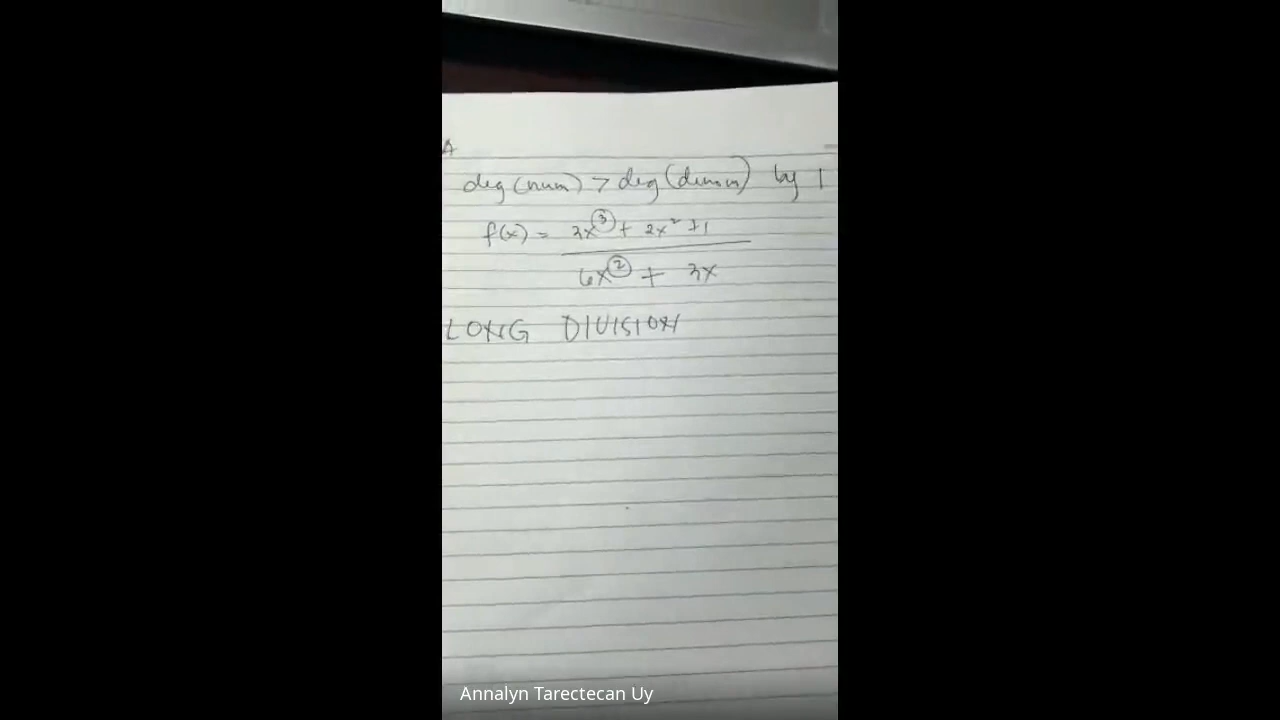 A
deg (num) > deg (denom) by 1
f(x) = 3x³ + 2x² + 1
6x² + 3x
LONG DIVISION
Annalyn Tarectecan Uy